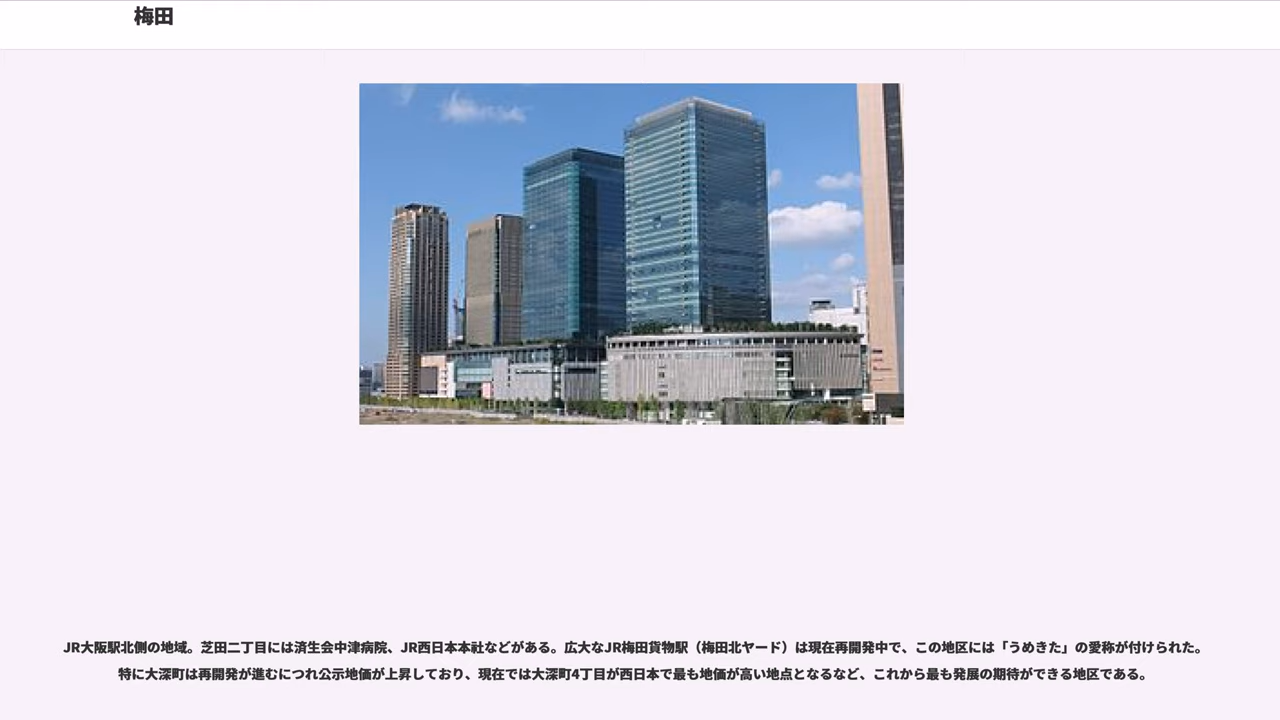 梅田
JR大阪駅北側の地域。芝田二丁目には済生会中津病院、JR西日本本社などがある。広大なJR梅田貨物駅（梅田北ヤード）は現在再開発中で、この地区には「うめきた」の愛称が付けられた。
特に大深町は再開発が進むにつれ公示地価が上昇しており、現在では大深町4丁目が西日本で最も地価が高い地点となるなど、これから最も発展の期待ができる地区である。